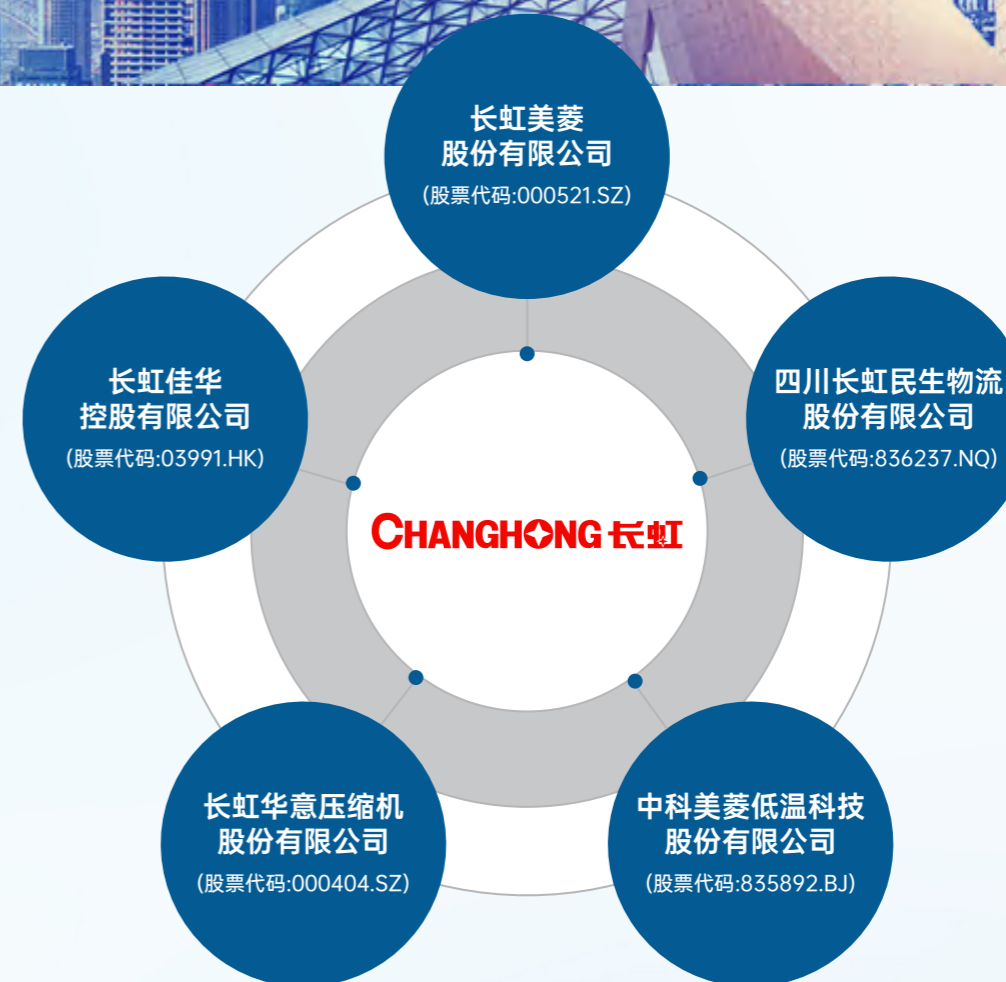 长虹美菱
股份有限公司
(股票代码:000521.SZ)
长虹佳华
控股有限公司
(股票代码:03991.HK)
四川长虹民生物流
股份有限公司
(股票代码:836237.NQ)
CHANGHONG 长虹
长虹华意压缩机
股份有限公司
(股票代码:000404.SZ)
中科美菱低温科技
股份有限公司
(股票代码:835892.BJ)